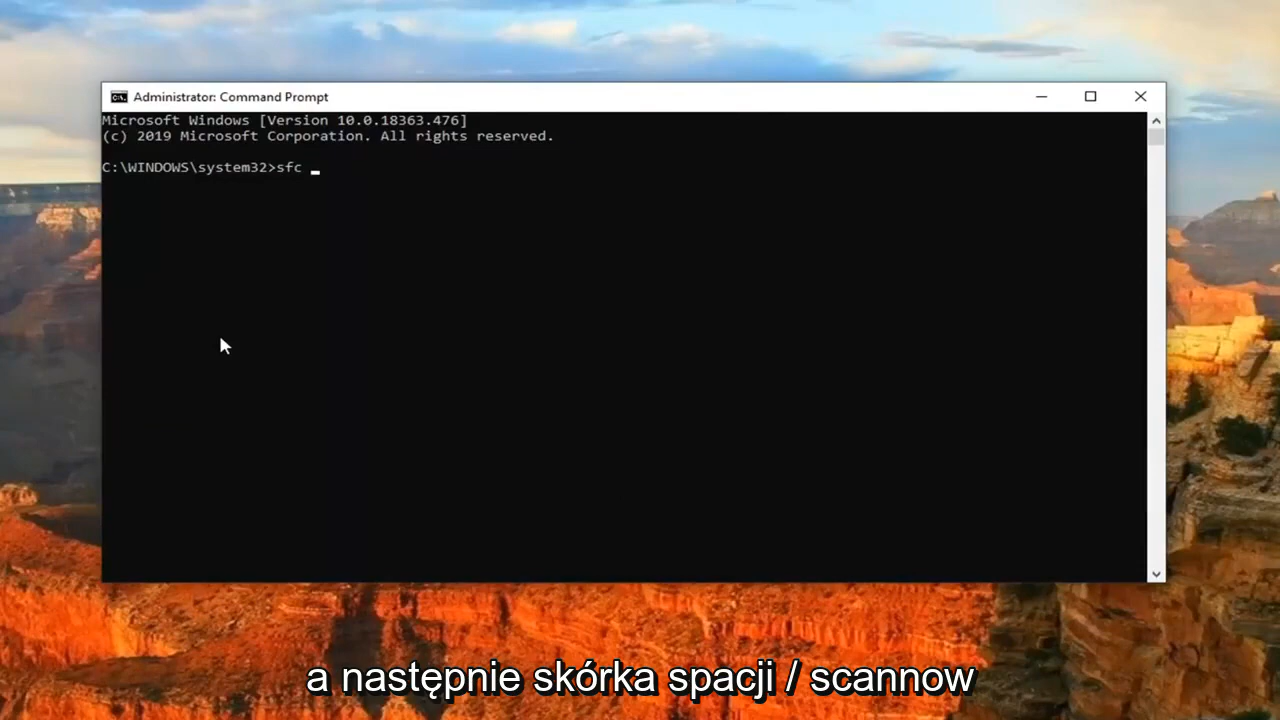 Administrator: Command Prompt
Microsoft Windows [Version 10.0.18363.476]
(c) 2019 Microsoft Corporation. All rights reserved.
C:\WINDOWS\system32>sfc
a następnie skórka spacji / scannow